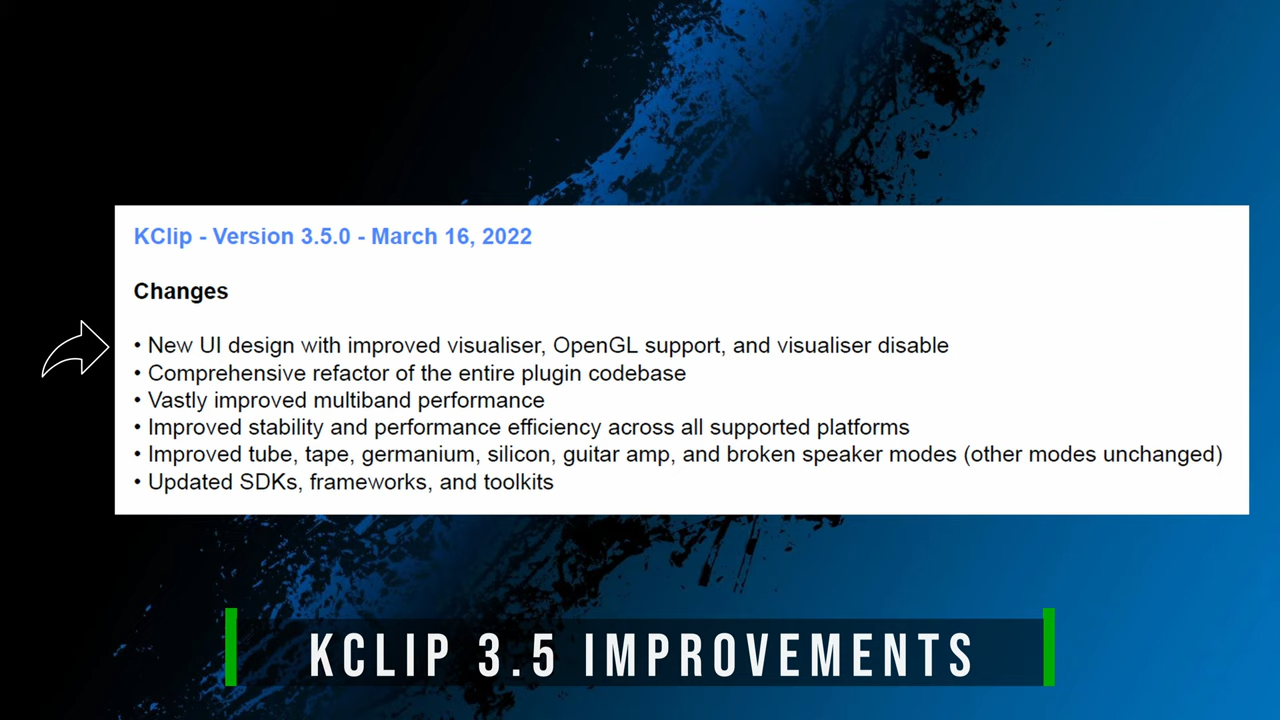 KClip - Version 3.5.0 - March 16, 2022
Changes
• New UI design with improved visualiser, OpenGL support, and visualiser disable
• Comprehensive refactor of the entire plugin codebase
• Vastly improved multiband performance
• Improved stability and performance efficiency across all supported platforms
• Improved tube, tape, germanium, silicon, guitar amp, and broken speaker modes (other modes unchanged)
• Updated SDKs, frameworks, and toolkits
KCLIP 3.5 IMPROVEMENTS